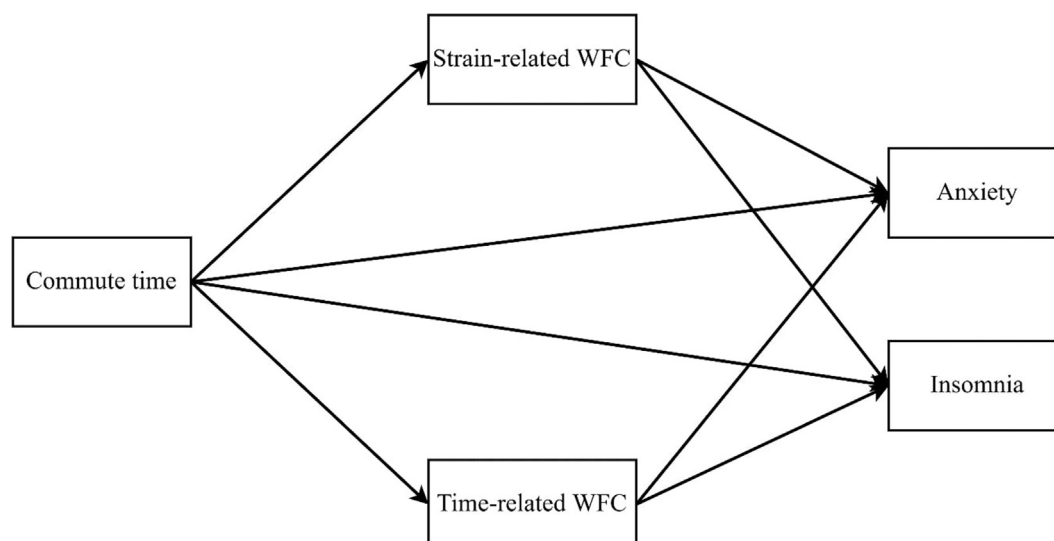 Strain-related WFC
Anxiety
Commute time
Insomnia
Time-related WFC